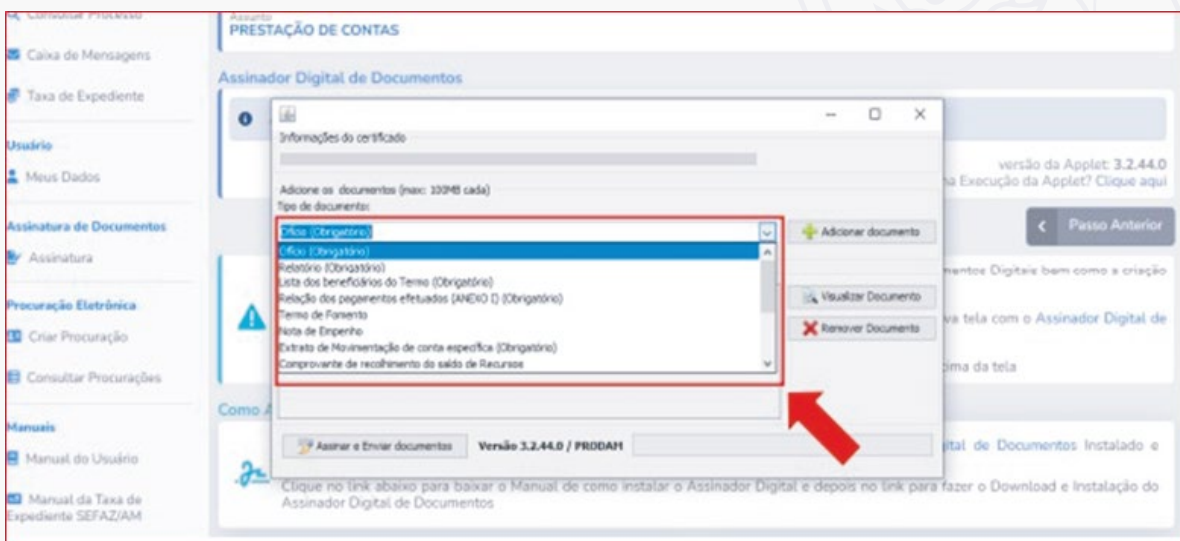 Consultar Processo
Caixa de Mensagens
Taxa de Expediente
Usuário
Meus Dados
Assinatura de Documentos
Assinatura
Procuração Eletrônica
Criar Procuração
Consultar Procurações
Manuais
Manual do Usuário
Manual da Taxa de
Expediente SEFAZ/AM
Assunto
PRESTAÇÃO DE CONTAS
Assinador Digital de Documentos
versão da Applet: 3.2.44.0
na Execução da Applet? Clique aqui
Passo Anterior
mentos Digitais bem como a criação
va tela com o Assinador Digital de
cima da tela
Informações do certificado
Adicione os documentos (max: 100MB cada)
Tipo de documento:
Ofício (Obrigatório)
Ofício (Obrigatório)
Relatório (Obrigatório)
Lista dos beneficiários do Termo (Obrigatório)
Relação dos pagamentos efetuados (ANEXO I) (Obrigatório)
Termo de Fomento
Nota de Empenho
Extrato de Movimentação de conta específica (Obrigatório)
Comprovante de recolhimento do saldo de Recursos
Adicionar documento
Visualizar Documento
Remover Documento
Assinar e Enviar documentos Versão 3.2.44.0 / PRODAM
Como A
gital de Documentos Instalado e
Clique no link abaixo para baixar o Manual de como instalar o Assinador Digital e depois no link para fazer o Download e Instalação do
Assinador Digital de Documentos